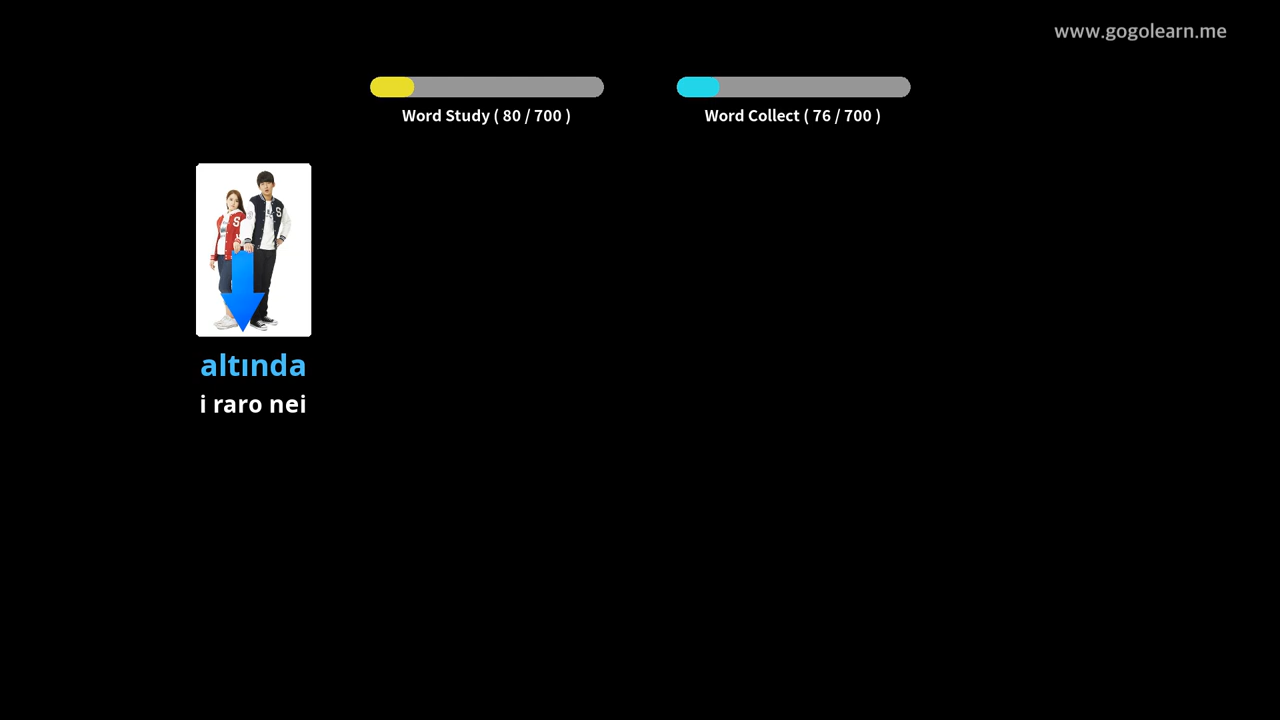 www.gogolearn.me
Word Study ( 80 / 700 )
Word Collect ( 76 / 700 )
S
S
altında
i raro nei